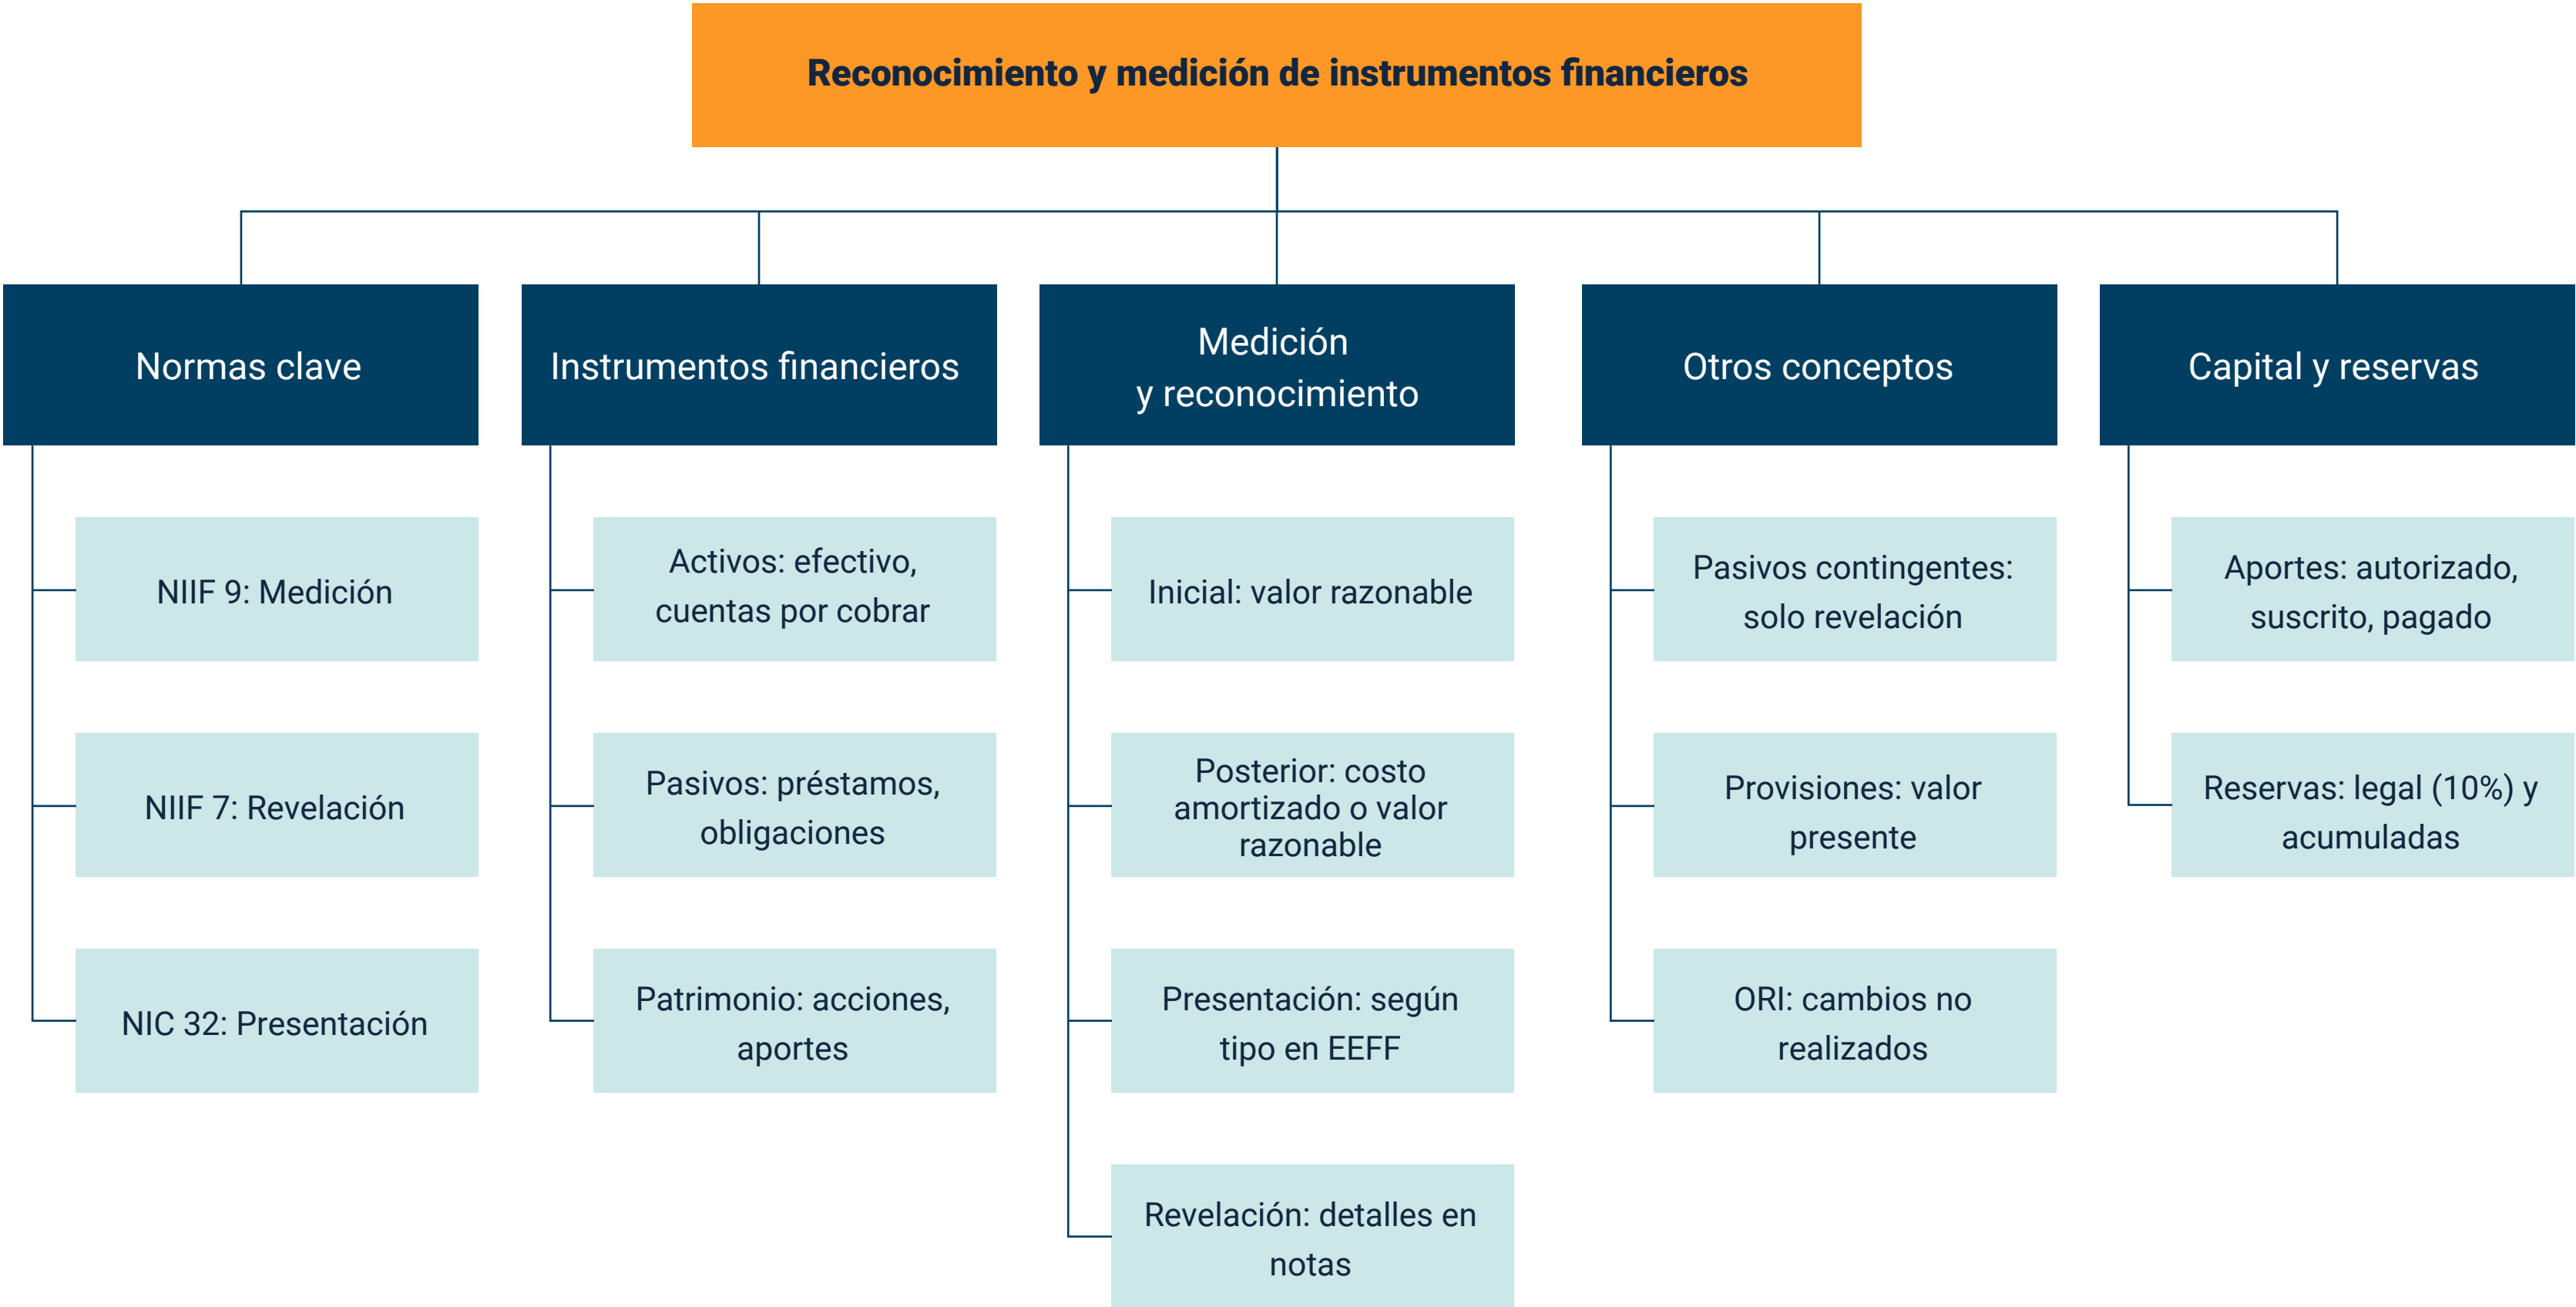 Reconocimiento y medición de instrumentos financieros
Normas clave
NIIF 9: Medición
NIIF 7: Revelación
NIC 32: Presentación
Instrumentos financieros
Activos: efectivo,
cuentas por cobrar
Pasivos: préstamos,
obligaciones
Patrimonio: acciones,
aportes
Medición
y reconocimiento
Inicial: valor razonable
Posterior: costo
amortizado o valor
razonable
Presentación: según
tipo en EEFF
Revelación: detalles en
notas
Otros conceptos
Pasivos contingentes:
solo revelación
Provisiones: valor
presente
ORI: cambios no
realizados
Capital y reservas
Aportes: autorizado,
suscrito, pagado
Reservas: legal (10%) y
acumuladas